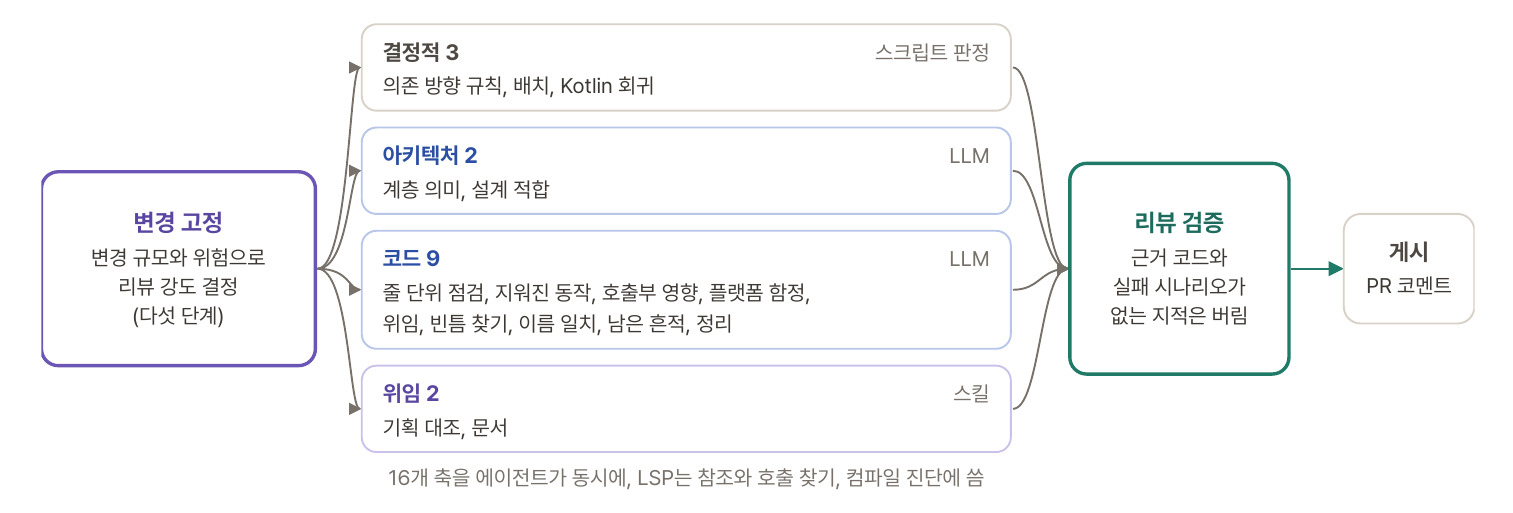 변경 고정
변경 규모와 위험으로
리뷰 강도 결정
(다섯 단계)
결정적 3
스크립트 판정
의존 방향 규칙, 배치, Kotlin 회귀
아키텍처 2
LLM
계층 의미, 설계 적합
코드 9
LLM
줄 단위 점검, 지워진 동작, 호출부 영향, 플랫폼 함정,
위임, 빈틈 찾기, 이름 일치, 남은 흔적, 정리
위임 2
스킬
기획 대조, 문서
16개 축을 에이전트가 동시에, LSP는 참조와 호출 찾기, 컴파일 진단에 씀
리뷰 검증
근거 코드와
실패 시나리오가
없는 지적은 버림
게시
PR 코멘트